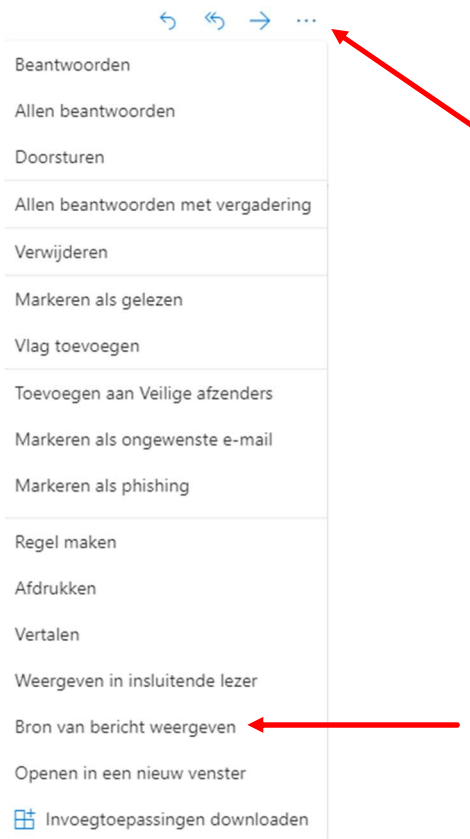 Beantwoorden
Allen beantwoorden
Doorsturen
Allen beantwoorden met vergadering
Verwijderen
Markeren als gelezen
Vlag toevoegen
Toevoegen aan Veilige afzenders
Markeren als ongewenste e-mail
Markeren als phishing
Regel maken
Afdrukken
Vertalen
Weergeven in insluitende lezer
Bron van bericht weergeven
Openen in een nieuw venster
Invoegtoepassingen downloaden